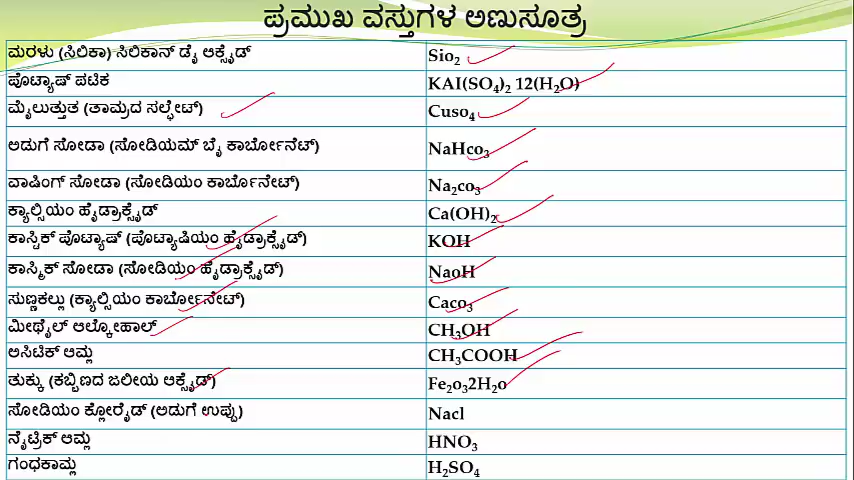 ಪ್ರಮುಖ ವಸ್ತುಗಳ ಅಣುಸೂತ್ರ
ಮರಳು (ಸಿಲಿಕಾ) ಸಿಲಿಕಾನ್ ಡೈ ಆಕ್ಸೈಡ್ Sio₂
ಪೊಟ್ಯಾಷ್ ಪಟಿಕ KAI(SO₄)₂ 12(H₂O)
ಮೈಲುತುತ್ತ (ತಾಮ್ರದ ಸಲ್ಫೇಟ್) Cuso₄
ಅಡುಗೆ ಸೋಡಾ (ಸೋಡಿಯಮ್ ಬೈ ಕಾರ್ಬೋನೆಟ್) NaHco₃
ವಾಷಿಂಗ್ ಸೋಡಾ (ಸೋಡಿಯಂ ಕಾರ್ಬೊನೇಟ್) Na₂co₃
ಕ್ಯಾಲ್ಸಿಯಂ ಹೈಡ್ರಾಕ್ಸೈಡ್ Ca(OH)₂
ಕಾಸ್ಟಿಕ್ ಪೊಟ್ಯಾಷ್ (ಪೊಟ್ಯಾಷಿಯಂ ಹೈಡ್ರಾಕ್ಸೈಡ್) KOH
ಕಾಸ್ಮಿಕ್ ಸೋಡಾ (ಸೋಡಿಯಂ ಹೈಡ್ರಾಕ್ಸೈಡ್) NaoH
ಸುಣ್ಣಕಲ್ಲು (ಕ್ಯಾಲ್ಸಿಯಂ ಕಾರ್ಬೋನೇಟ್) Caco₃
ಮೀಥೈಲ್ ಆಲ್ಕೋಹಾಲ್ CH₃OH
ಅಸಿಟಿಕ್ ಆಮ್ಲ CH₃COOH
ತುಕ್ಕು (ಕಬ್ಬಿಣದ ಜಲೀಯ ಆಕ್ಸೈಡ್) Fe₂o₃2H₂o
ಸೋಡಿಯಂ ಕ್ಲೋರೈಡ್ (ಅಡುಗೆ ಉಪ್ಪು) Nacl
ನೈಟ್ರಿಕ್ ಆಮ್ಲ HNO₃
ಗಂಧಕಾಮ್ಲ H₂SO₄